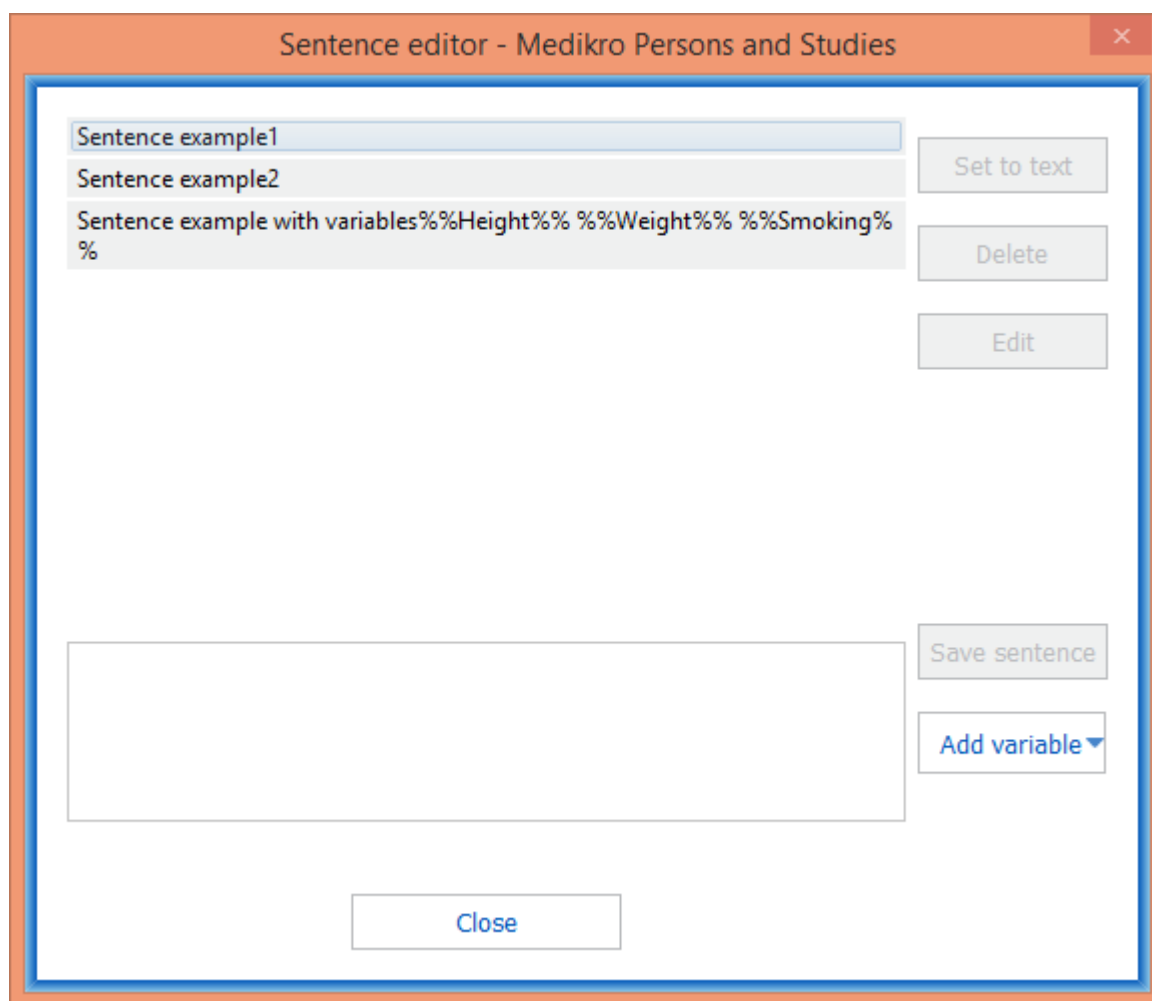 Sentence editor - Medikro Persons and Studies
Sentence example1
Set to text
Sentence example2
Sentence example with variables%%Height%% %%Weight%% %%Smoking%
%
Delete
Edit
Save sentence
Add variable
Close